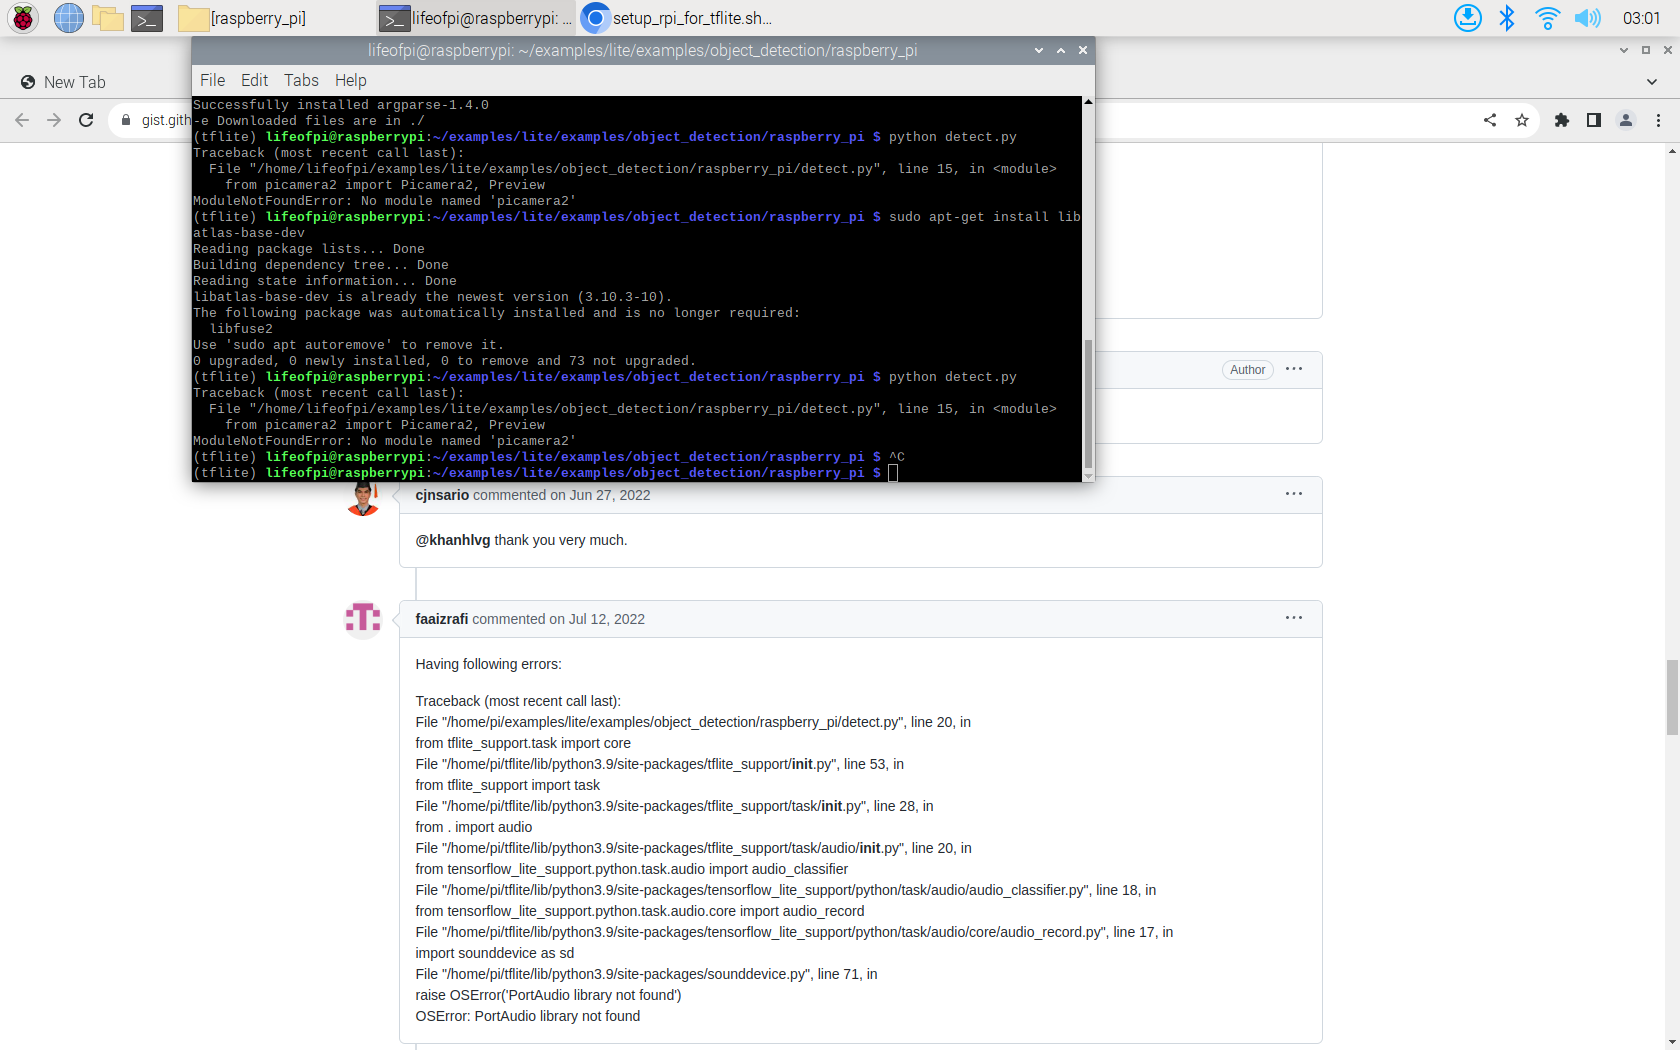 [raspberry_pi]
lifeofpi@raspberrypi: ...
setup_rpi_for_tflite.sh...
03:01
lifeofpi@raspberrypi: ~/examples/lite/examples/object_detection/raspberry_pi
New Tab
File Edit Tabs Help
gist.gith
Successfully installed argparse-1.4.0
-e Downloaded files are in ./
(tflite) lifeofpi@raspberrypi:~/examples/lite/examples/object_detection/raspberry_pi $ python detect.py
Traceback (most recent call last):
File "/home/lifeofpi/examples/lite/examples/object_detection/raspberry_pi/detect.py", line 15, in <module>
from picamera2 import Picamera2, Preview
ModuleNotFoundError: No module named 'picamera2'
(tflite) lifeofpi@raspberrypi:~/examples/lite/examples/object_detection/raspberry_pi $ sudo apt-get install lib
atlas-base-dev
Reading package lists... Done
Building dependency tree... Done
Reading state information... Done
libatlas-base-dev is already the newest version (3.10.3-10).
The following package was automatically installed and is no longer required:
libfuse2
Use 'sudo apt autoremove' to remove it.
0 upgraded, 0 newly installed, 0 to remove and 73 not upgraded.
(tflite) lifeofpi@raspberrypi:~/examples/lite/examples/object_detection/raspberry_pi $ python detect.py
Traceback (most recent call last):
File "/home/lifeofpi/examples/lite/examples/object_detection/raspberry_pi/detect.py", line 15, in <module>
from picamera2 import Picamera2, Preview
ModuleNotFoundError: No module named 'picamera2'
(tflite) lifeofpi@raspberrypi:~/examples/lite/examples/object_detection/raspberry_pi $ ^C
(tflite) lifeofpi@raspberrypi:~/examples/lite/examples/object_detection/raspberry_pi $
Author
cjnsario commented on Jun 27, 2022
@khanhlvg thank you very much.
faaizrafi commented on Jul 12, 2022
Having following errors:
Traceback (most recent call last):
File "/home/pi/examples/lite/examples/object_detection/raspberry_pi/detect.py", line 20, in
from tflite_support.task import core
File "/home/pi/tflite/lib/python3.9/site-packages/tflite_support/init.py", line 53, in
from tflite_support import task
File "/home/pi/tflite/lib/python3.9/site-packages/tflite_support/task/init.py", line 28, in
from . import audio
File "/home/pi/tflite/lib/python3.9/site-packages/tflite_support/task/audio/init.py", line 20, in
from tensorflow_lite_support.python.task.audio import audio_classifier
File "/home/pi/tflite/lib/python3.9/site-packages/tensorflow_lite_support/python/task/audio/audio_classifier.py", line 18, in
from tensorflow_lite_support.python.task.audio.core import audio_record
File "/home/pi/tflite/lib/python3.9/site-packages/tensorflow_lite_support/python/task/audio/core/audio_record.py", line 17, in
import sounddevice as sd
File "/home/pi/tflite/lib/python3.9/site-packages/sounddevice.py", line 71, in
raise OSError('PortAudio library not found')
OSError: PortAudio library not found